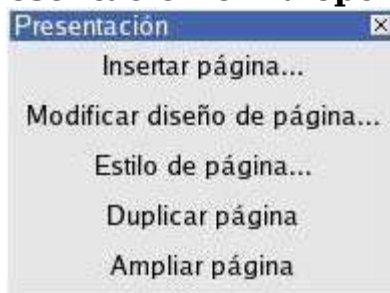 Presentación
Insertar página...
Modificar diseño de página...
Estilo de página...
Duplicar página
Ampliar página